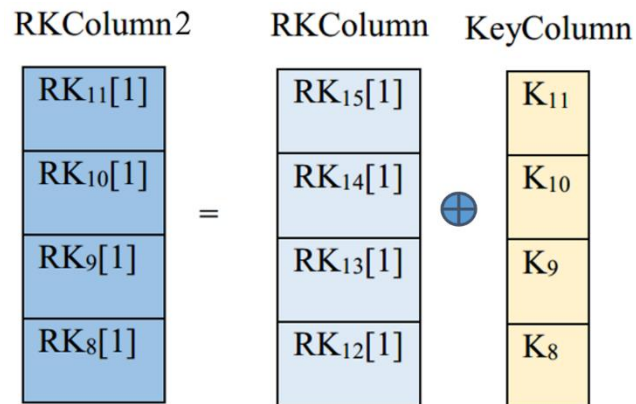 RKColumn2 RKColumn KeyColumn
RK₁₁[1] RK₁₅[1] K₁₁
RK₁₀[1] RK₁₄[1] K₁₀
=
RK₉[1] RK₁₃[1] K₉
RK₈[1] RK₁₂[1] K₈